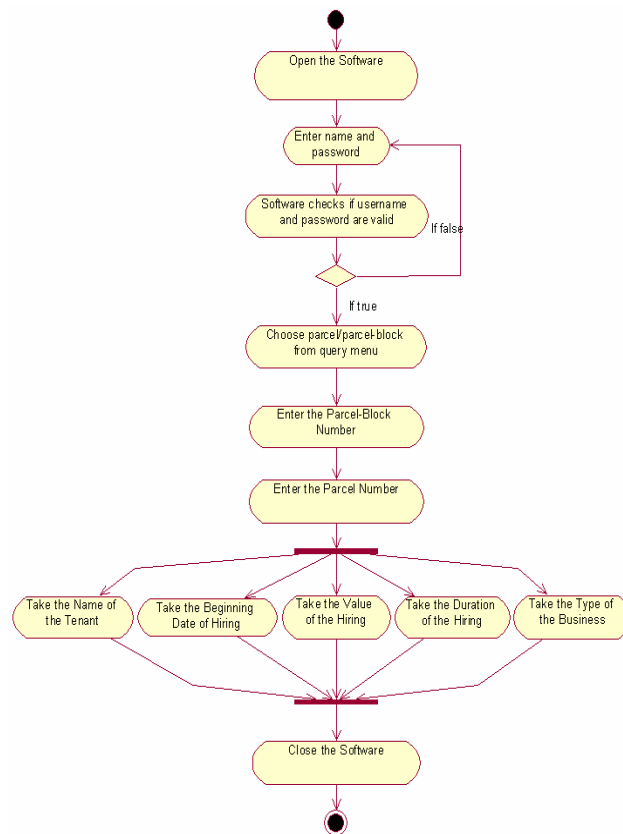 Open the Software
Enter name and
password
Software checks if username
and password are valid
If false
If true
Choose parcel/parcel-block
from query menu
Enter the Parcel-Block
Number
Enter the Parcel Number
Take the Name of
the Tenant
Take the Beginning
Date of Hiring
Take the Value
of the Hiring
Take the Duration
of the Hiring
Take the Type of
the Business
Close the Software